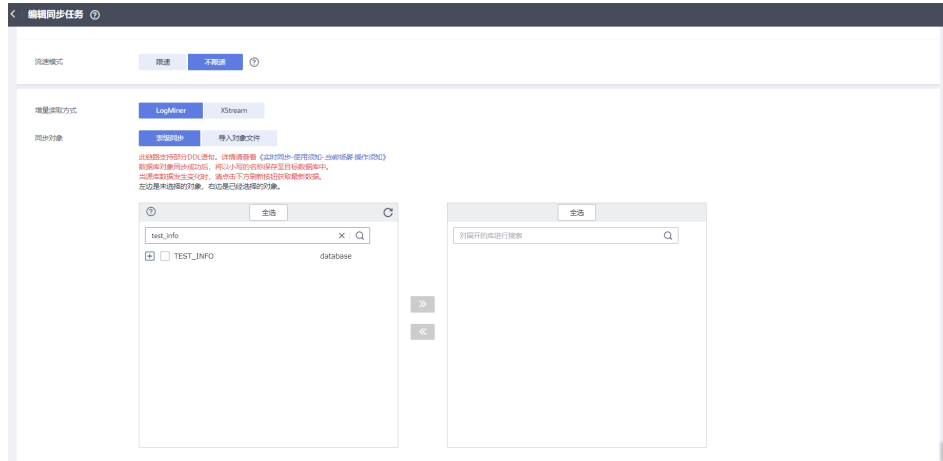 编辑同步任务
流速模式
限速 不限速
增量读取方式
LogMiner XStream
同步对象
表级同步 导入对象文件
此链路支持部分DDL语句。详情请查看《实时同步-使用须知-当前场景-操作须知》
数据库对象同步成功后，将以小写的名称保存至目标数据库中。
当源库数据发生变化时，请点击下方刷新按钮获取最新数据。
左边是未选择的对象，右边是已经选择的对象。
全选
test_info
TEST_INFO database
全选
对展开的库进行搜索